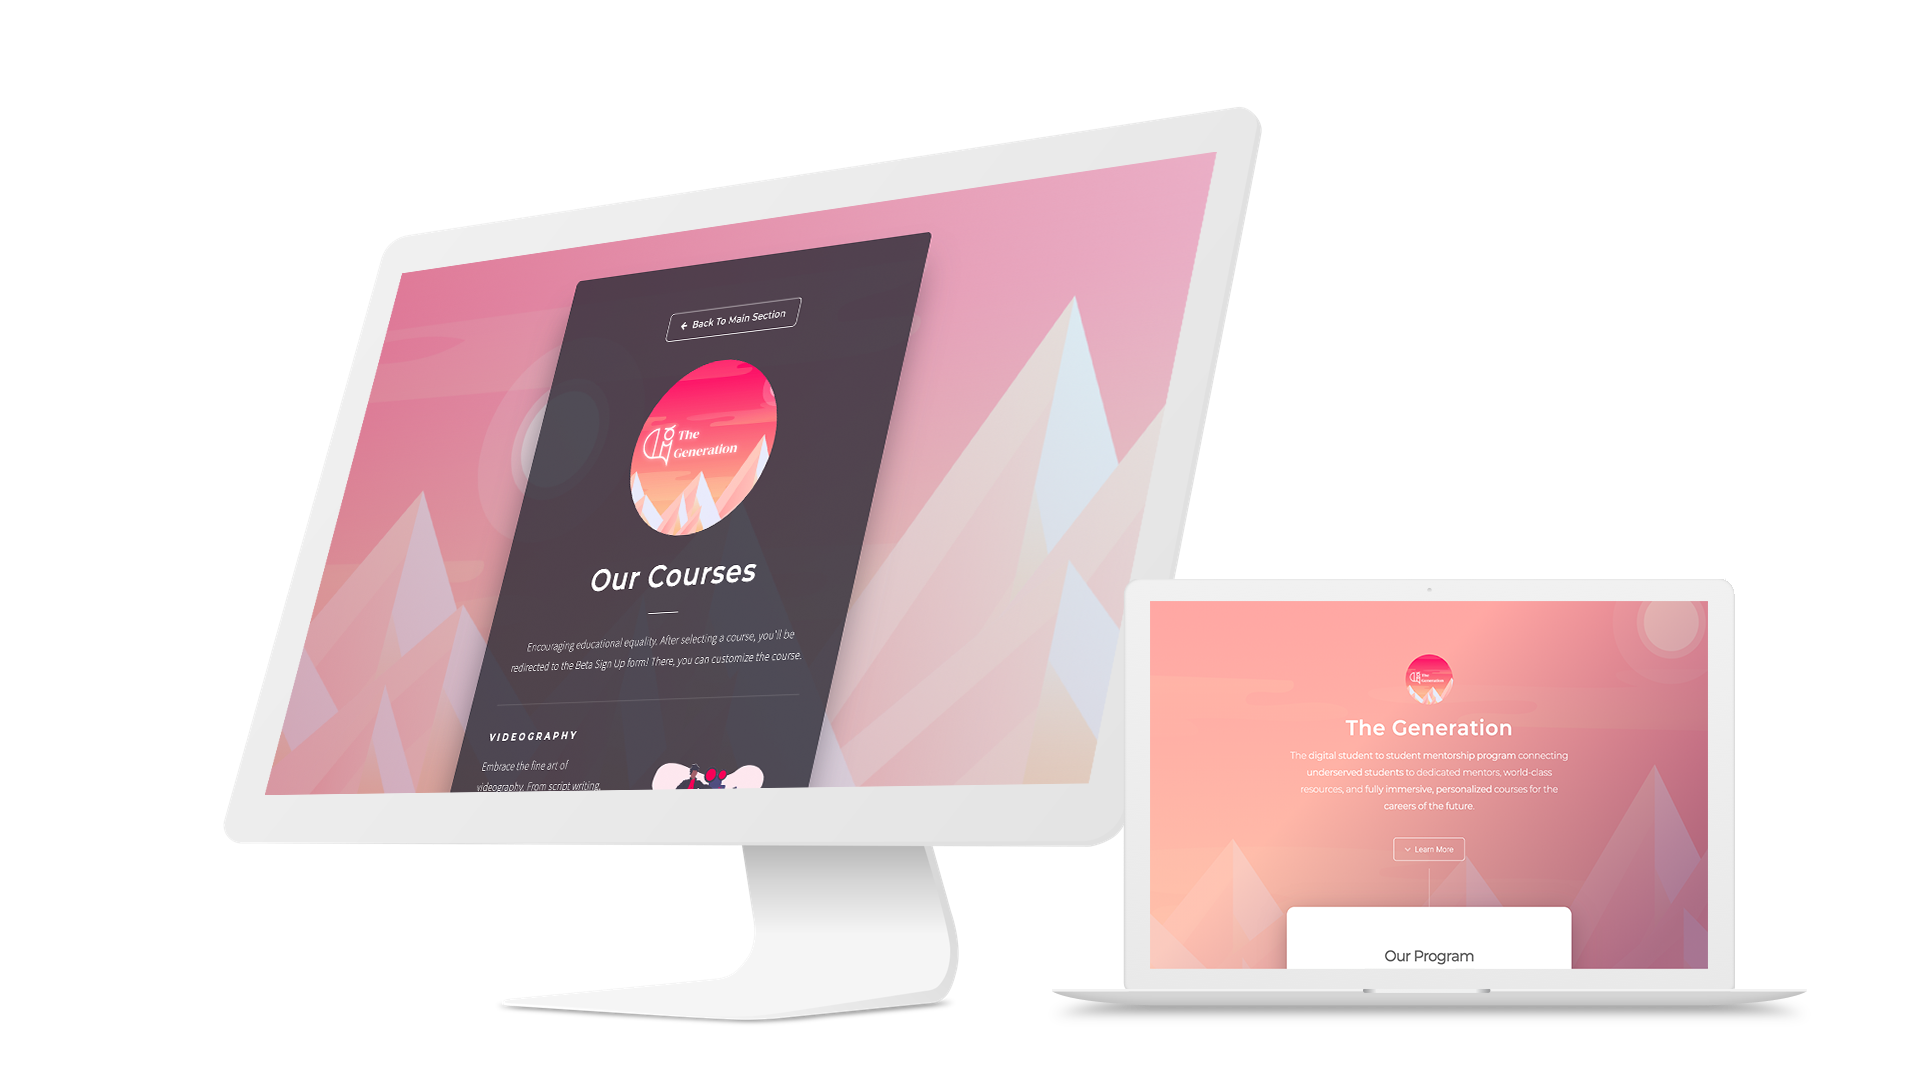 Back To Main Section
The
Generation
Our Courses
Encouraging educational equality. After selecting a course, you'll be
redirected to the Beta Sign Up form! There, you can customize the course.
VIDEOGRAPHY
Embrace the fine art of
videography. From script writing,
The
Generation
The Generation
The digital student to student mentorship program connecting
underserved students to dedicated mentors, world-class
resources, and fully immersive, personalized courses for the
careers of the future.
Learn More
Our Program